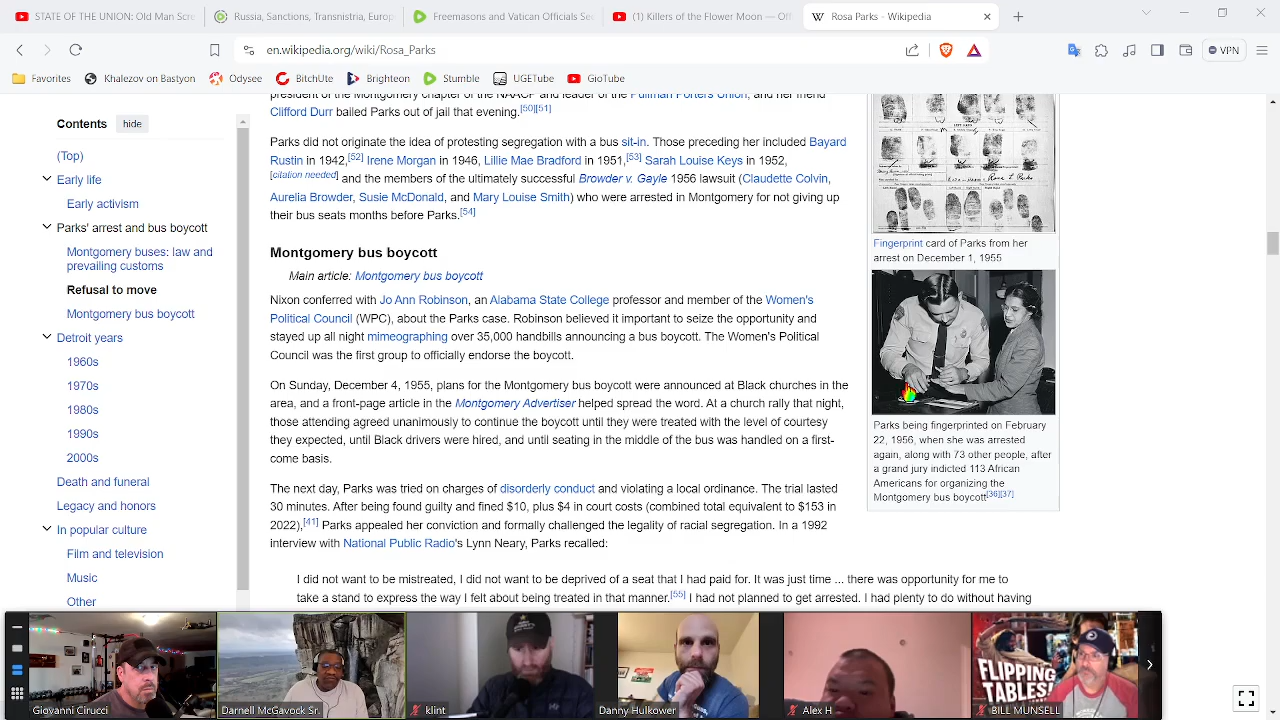 STATE OF THE UNION: Old Man Scre
Russia, Sanctions, Transnistria, Europ
Freemasons and Vatican Officials Sec
(1) Killers of the Flower Moon — Offi
Rosa Parks - Wikipedia
en.wikipedia.org/wiki/Rosa_Parks
VPN
Favorites
Khalezov on Bastyon
Odysee
BitChute
Brighteon
Stumble
UGETube
GioTube
Contents
hide
(Top)
Early life
Early activism
Parks' arrest and bus boycott
Montgomery buses: law and
prevailing customs
Refusal to move
Montgomery bus boycott
Detroit years
1960s
1970s
1980s
1990s
2000s
Death and funeral
Legacy and honors
In popular culture
Film and television
Music
Other
president of the Montgomery chapter of the NAACP and leader of the Pullman Porters Union, and her friend
Clifford Durr bailed Parks out of jail that evening.[50][51]
Parks did not originate the idea of protesting segregation with a bus sit-in. Those preceding her included Bayard
Rustin in 1942,[52] Irene Morgan in 1946, Lillie Mae Bradford in 1951,[53] Sarah Louise Keys in 1952,
[citation needed] and the members of the ultimately successful Browder v. Gayle 1956 lawsuit (Claudette Colvin,
Aurelia Browder, Susie McDonald, and Mary Louise Smith) who were arrested in Montgomery for not giving up
their bus seats months before Parks.[54]
Montgomery bus boycott
Main article: Montgomery bus boycott
Nixon conferred with Jo Ann Robinson, an Alabama State College professor and member of the Women's
Political Council (WPC), about the Parks case. Robinson believed it important to seize the opportunity and
stayed up all night mimeographing over 35,000 handbills announcing a bus boycott. The Women's Political
Council was the first group to officially endorse the boycott.
On Sunday, December 4, 1955, plans for the Montgomery bus boycott were announced at Black churches in the
area, and a front-page article in the Montgomery Advertiser helped spread the word. At a church rally that night,
those attending agreed unanimously to continue the boycott until they were treated with the level of courtesy
they expected, until Black drivers were hired, and until seating in the middle of the bus was handled on a first-
come basis.
The next day, Parks was tried on charges of disorderly conduct and violating a local ordinance. The trial lasted
30 minutes. After being found guilty and fined $10, plus $4 in court costs (combined total equivalent to $153 in
2022),[41] Parks appealed her conviction and formally challenged the legality of racial segregation. In a 1992
interview with National Public Radio's Lynn Neary, Parks recalled:
I did not want to be mistreated, I did not want to be deprived of a seat that I had paid for. It was just time ... there was opportunity for me to
take a stand to express the way I felt about being treated in that manner.[55] I had not planned to get arrested. I had plenty to do without having
Fingerprint card of Parks from her
arrest on December 1, 1955
Parks being fingerprinted on February
22, 1956, when she was arrested
again, along with 73 other people, after
a grand jury indicted 113 African
Americans for organizing the
Montgomery bus boycott[36][37]
FLIPPING
TABLES!
Giovanni Cirucci
Darnell McGavock
klint
Danny Hulkower
Alex H
BILL MUNSELL